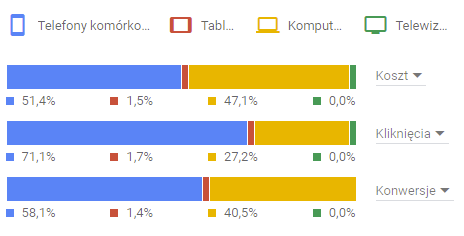 Telefony komórko... Tabl... Komput... Telewiz...
Koszt
51,4% 1,5% 47,1% 0,0%
Kliknięcia
71,1% 1,7% 27,2% 0,0%
Konwersje
58,1% 1,4% 40,5% 0,0%